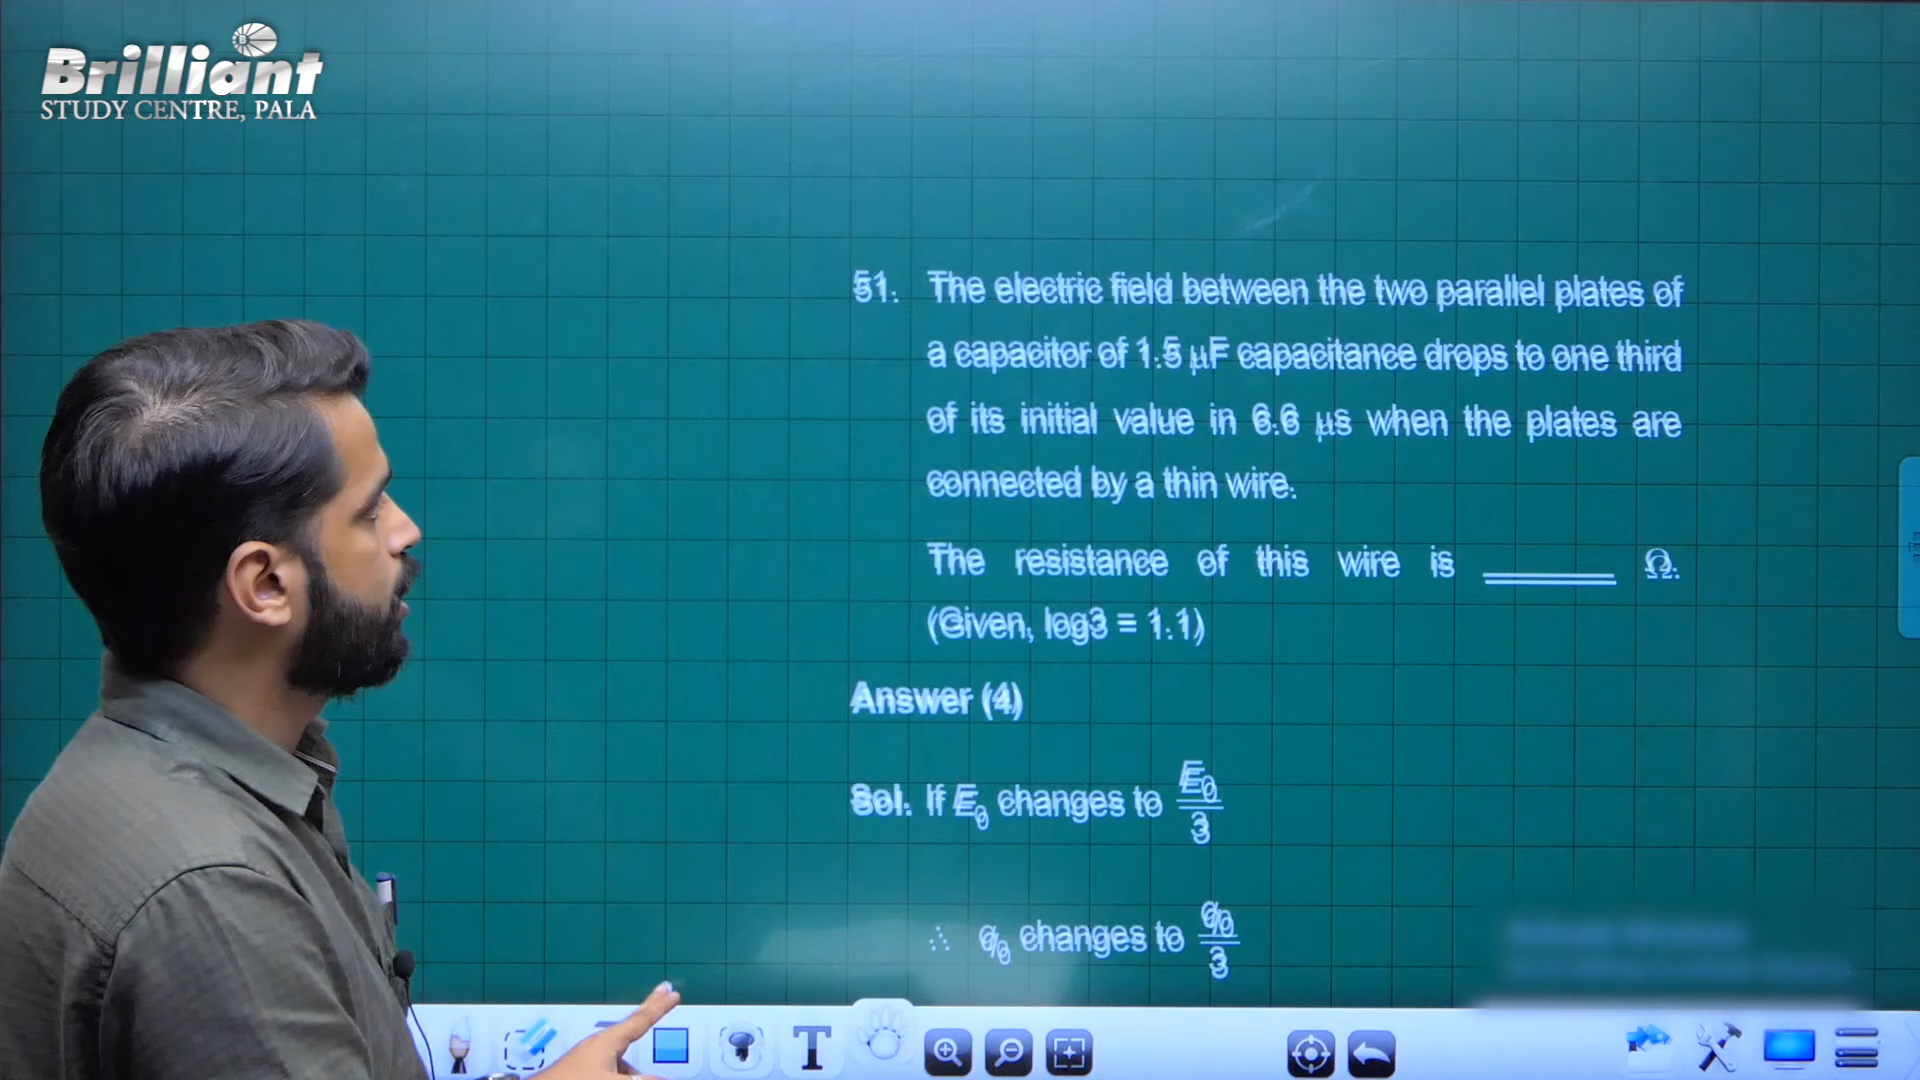 Brilliant
STUDY CENTRE, PALA
51. The electric field between the two parallel plates of
a capacitor of 1.5 μF capacitance drops to one third
of its initial value in 6.6 μs when the plates are
connected by a thin wire.
The resistance of this wire is ______ Ω.
(Given, log3 = 1.1)
Answer (4)
Sol. If E₀ changes to E₀/3
∴ q₀ changes to q₀/3
T